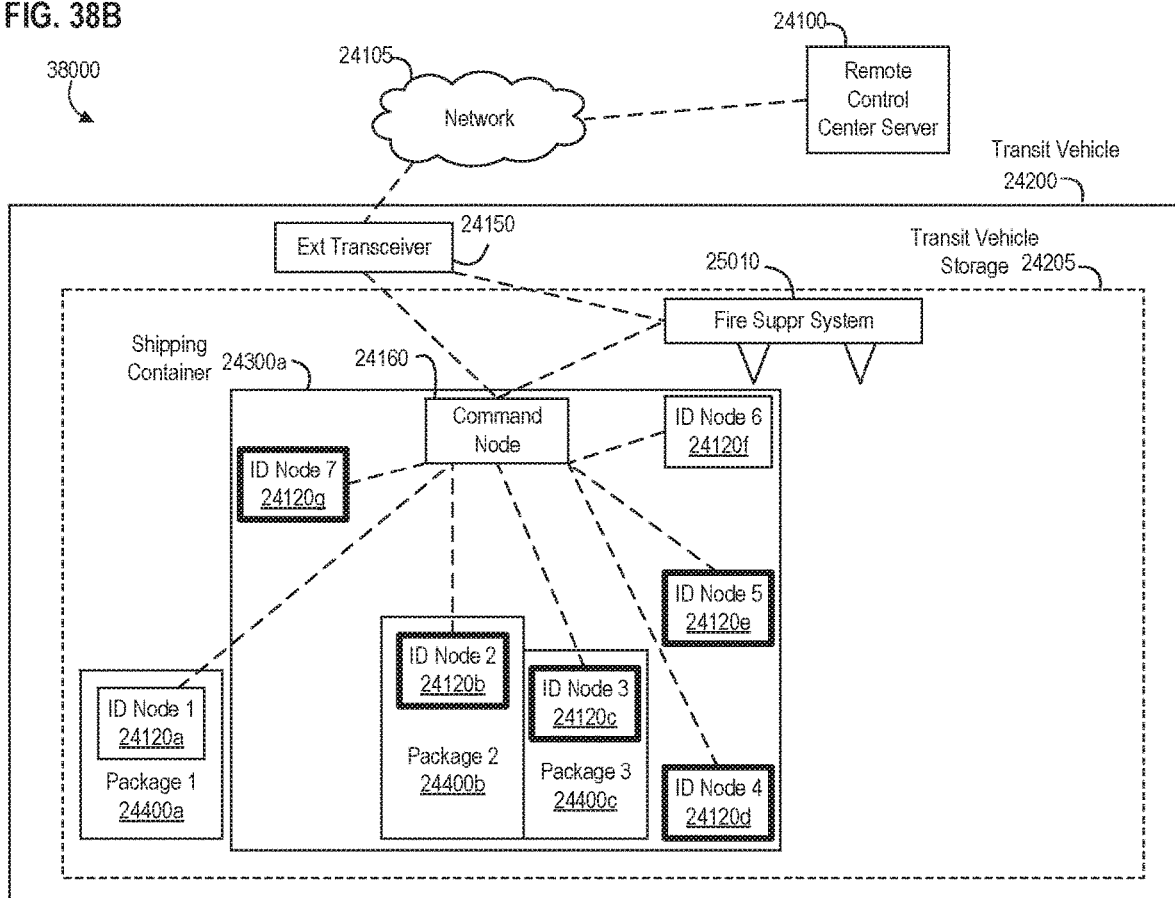 FIG. 38B
38000
24105
Network
24100
Remote
Control
Center Server
Transit Vehicle
24200
Ext Transceiver
24150
Transit Vehicle
Storage 24205
25010
Fire Suppr System
Shipping
Container
24300a
24160
Command
Node
ID Node 6
24120f
ID Node 7
24120g
ID Node 5
24120e
ID Node 2
24120b
ID Node 3
24120c
ID Node 1
24120a
Package 1
24400a
Package 2
24400b
Package 3
24400c
ID Node 4
24120d